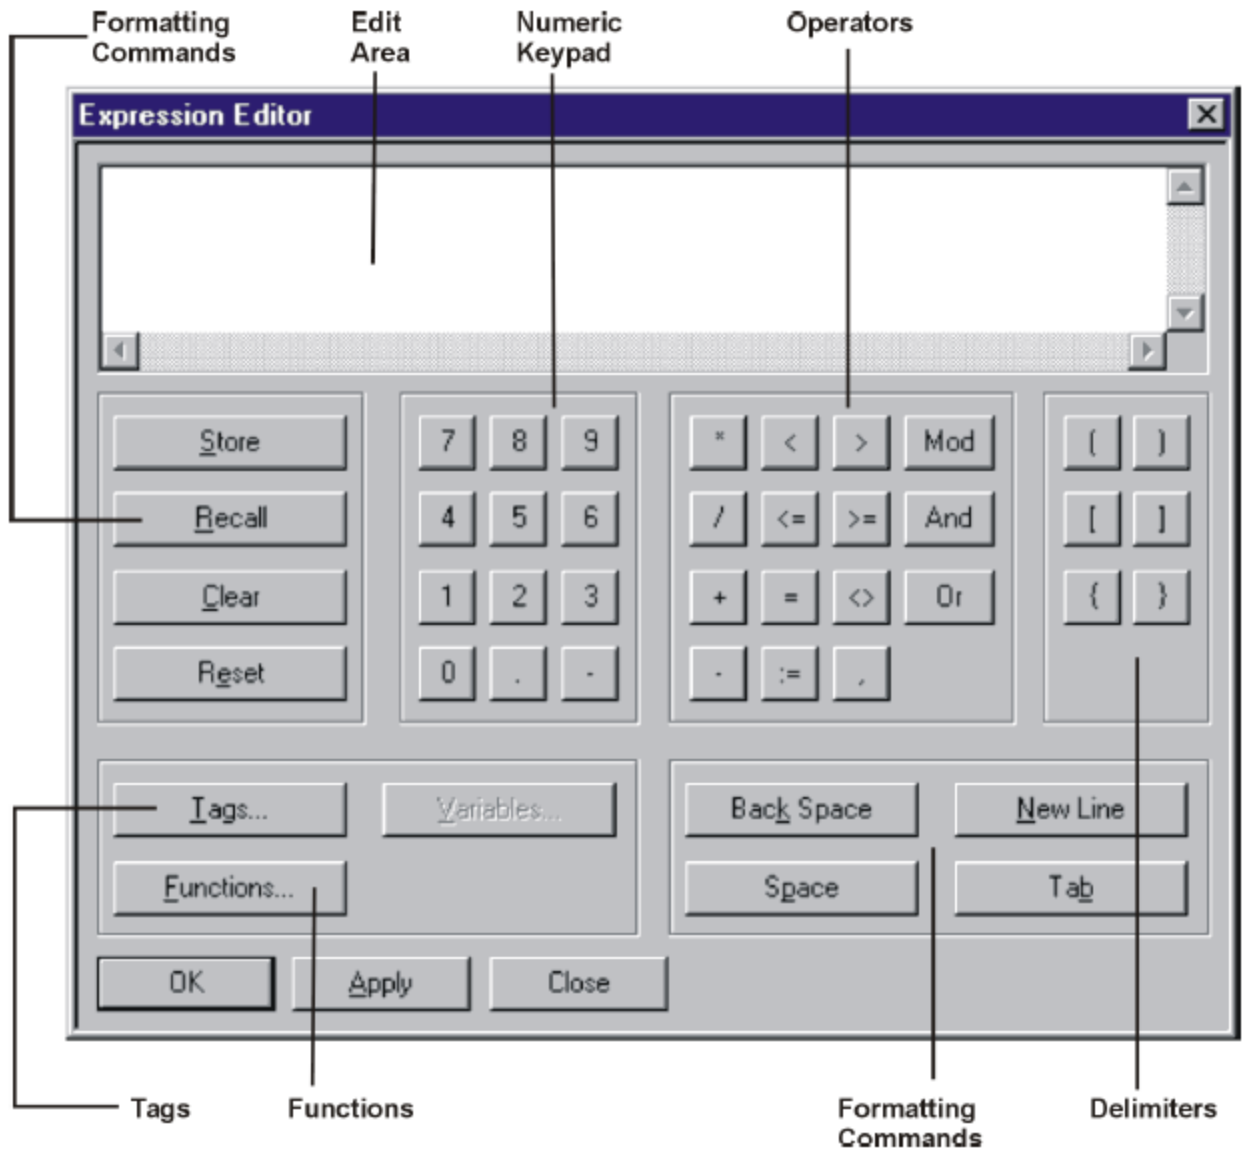 Formatting Commands
Edit Area
Numeric Keypad
Operators
Expression Editor
Store
Recall
Clear
Reset
7 8 9
4 5 6
1 2 3
0 . -
* < > Mod
/ <= >= And
+ = <> Or
- := ,
( )
[ ]
{ }
Tags...
Variables...
Functions...
Back Space
New Line
Space
Tab
OK
Apply
Close
Tags
Functions
Formatting Commands
Delimiters